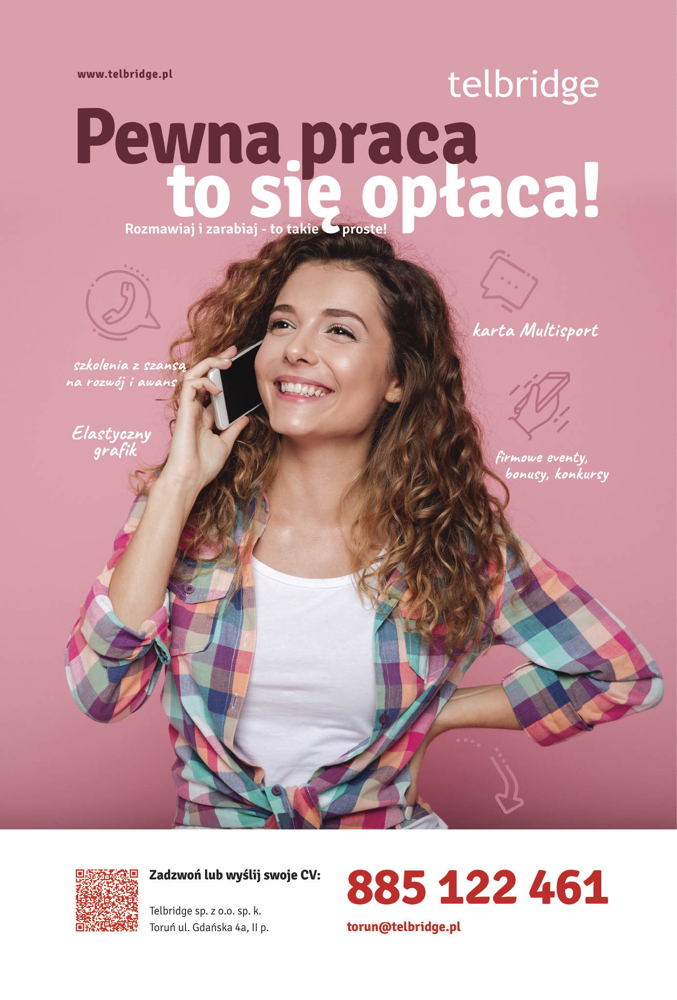 www.telbridge.pl
telbridge
Pewna praca
to się opłaca!
Rozmawiaj i zarabiaj - to takie proste!
karta Multisport
szkolenia z szansą
na rozwój i awans
Elastyczny
grafik
firmowe eventy,
bonusy, konkursy
Zadzwoń lub wyślij swoje CV:
885 122 461
Telbridge sp. z o.o. sp. k.
Toruń ul. Gdańska 4a, II p.
torun@telbridge.pl